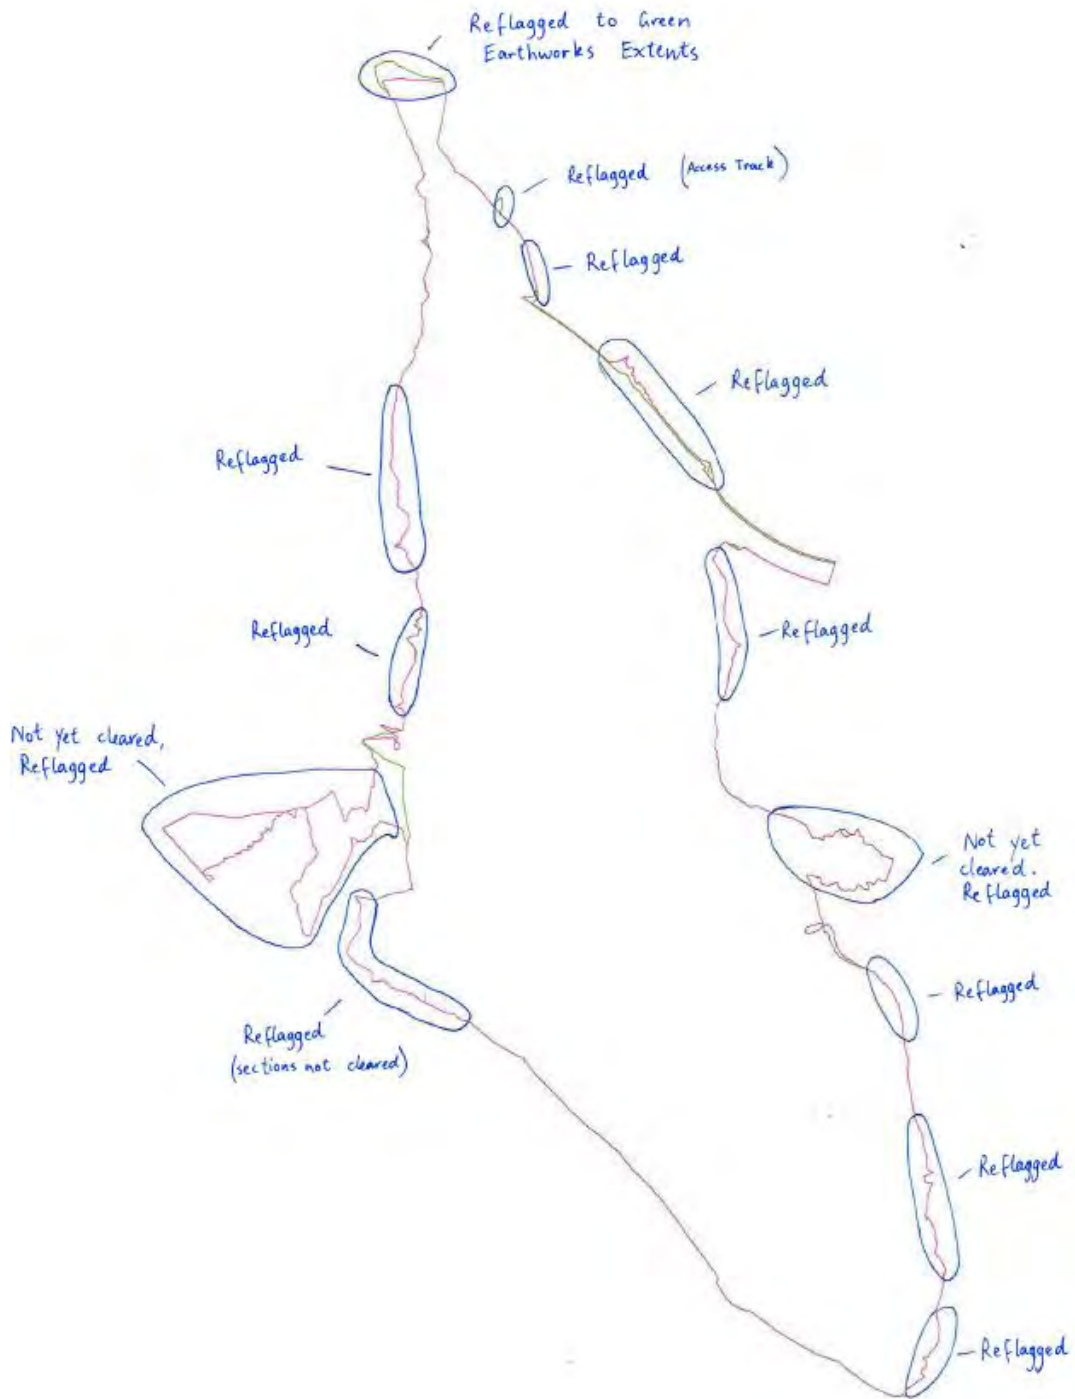 Reflagged to Green
Earthworks Extents
Reflagged (Access Track)
Reflagged
Reflagged
Reflagged
Reflagged
Reflagged
Not yet cleared,
Reflagged
Not yet
cleared.
Reflagged
Reflagged
Reflagged
(sections not cleared)
Reflagged
Reflagged